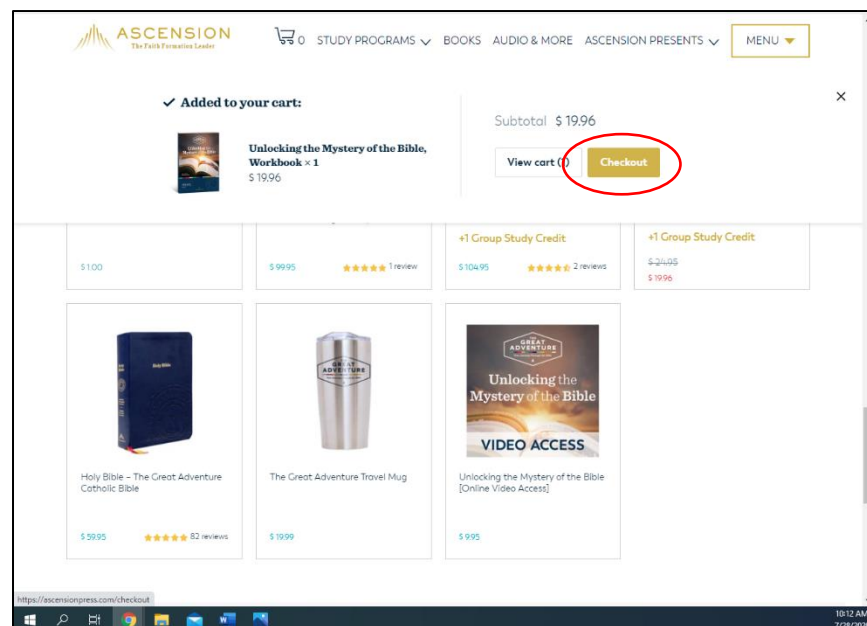 ASCENSION
The Faith Formation Leader
0 STUDY PROGRAMS BOOKS AUDIO & MORE ASCENSION PRESENTS MENU
Added to your cart:
Unlocking the Mystery of the Bible,
Workbook × 1
$ 19.96
Subtotal $ 19.96
View cart
Checkout
+1 Group Study Credit
+1 Group Study Credit
$ 1.00
$ 99.95 1 review
$ 104.95 2 reviews
$ 24.95
$ 19.96
Holy Bible
GREAT
ADVENTURE
THE
GREAT
ADVENTURE
Unlocking the
Mystery of the Bible
VIDEO ACCESS
Holy Bible – The Great Adventure
Catholic Bible
$ 59.95 82 reviews
The Great Adventure Travel Mug
$ 19.99
Unlocking the Mystery of the Bible
[Online Video Access]
$ 9.95
https://ascensionpress.com/checkout
10:12 AM